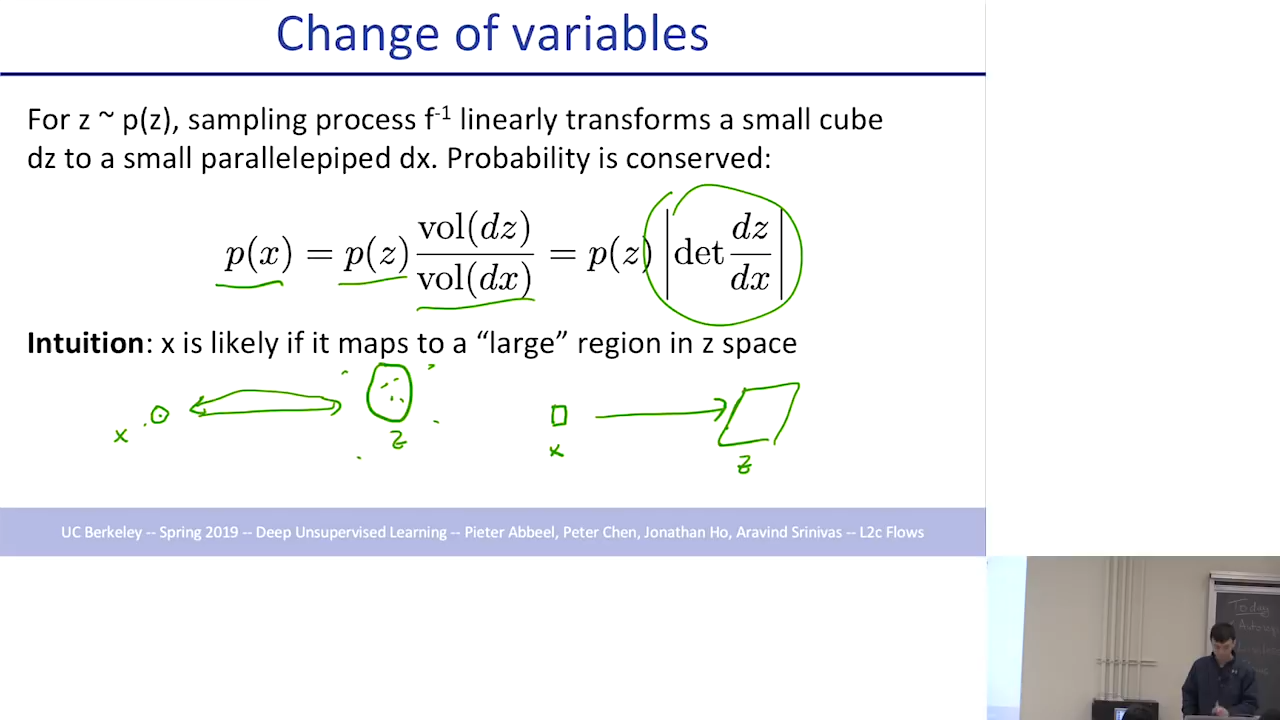 Change of variables
For z ~ p(z), sampling process f⁻¹ linearly transforms a small cube
dz to a small parallelepiped dx. Probability is conserved:
p(x) = p(z) vol(dz)/vol(dx) = p(z) |det dz/dx|
Intuition: x is likely if it maps to a “large” region in z space
x z x z
UC Berkeley -- Spring 2019 -- Deep Unsupervised Learning -- Pieter Abbeel, Peter Chen, Jonathan Ho, Aravind Srinivas -- L2c Flows
Today